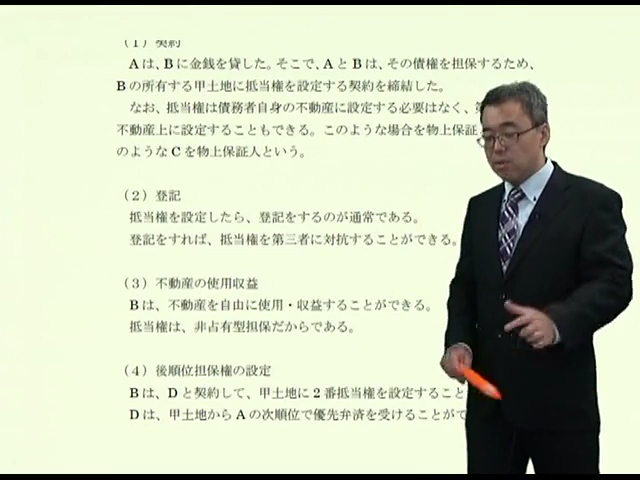 （1）契約
Aは、Bに金銭を貸した。そこで、AとBは、その債権を担保するため、
Bの所有する甲土地に抵当権を設定する契約を締結した。
なお、抵当権は債務者自身の不動産に設定する必要はなく、
不動産上に設定することもできる。このような場合を物上保証
のようなCを物上保証人という。
（2）登記
抵当権を設定したら、登記をするのが通常である。
登記をすれば、抵当権を第三者に対抗することができる。
（3）不動産の使用収益
Bは、不動産を自由に使用・収益することができる。
抵当権は、非占有型担保だからである。
（4）後順位担保権の設定
Bは、Dと契約して、甲土地に2番抵当権を設定すること
Dは、甲土地からAの次順位で優先弁済を受けることがで